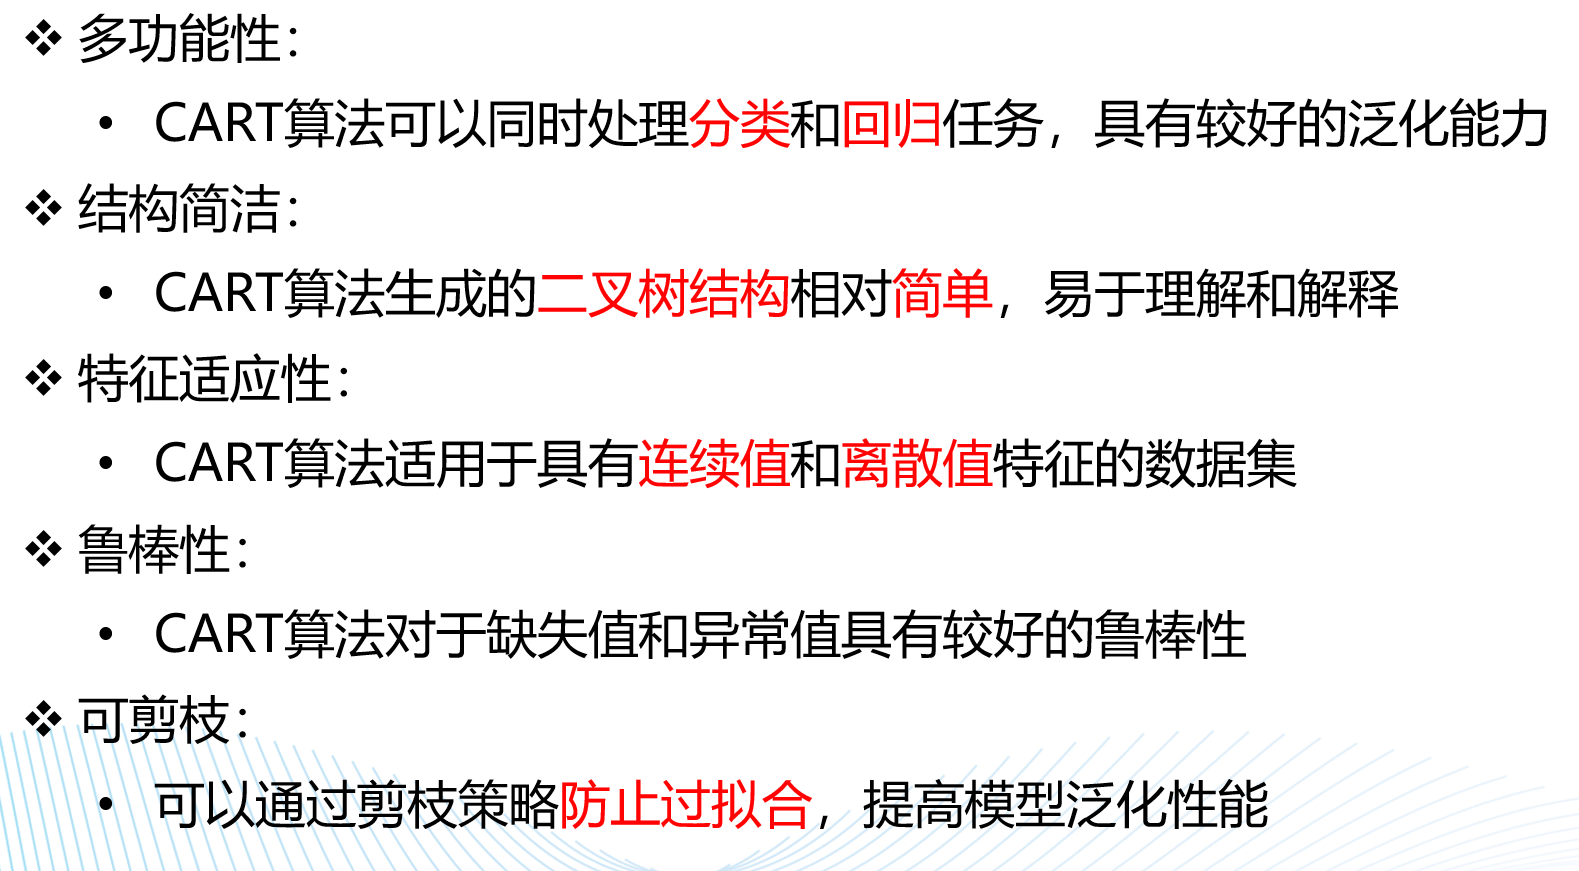 ❖ 多功能性：
• CART算法可以同时处理分类和回归任务，具有较好的泛化能力
❖ 结构简洁：
• CART算法生成的二叉树结构相对简单，易于理解和解释
❖ 特征适应性：
• CART算法适用于具有连续值和离散值特征的数据集
❖ 鲁棒性：
• CART算法对于缺失值和异常值具有较好的鲁棒性
❖ 可剪枝：
• 可以通过剪枝策略防止过拟合，提高模型泛化性能